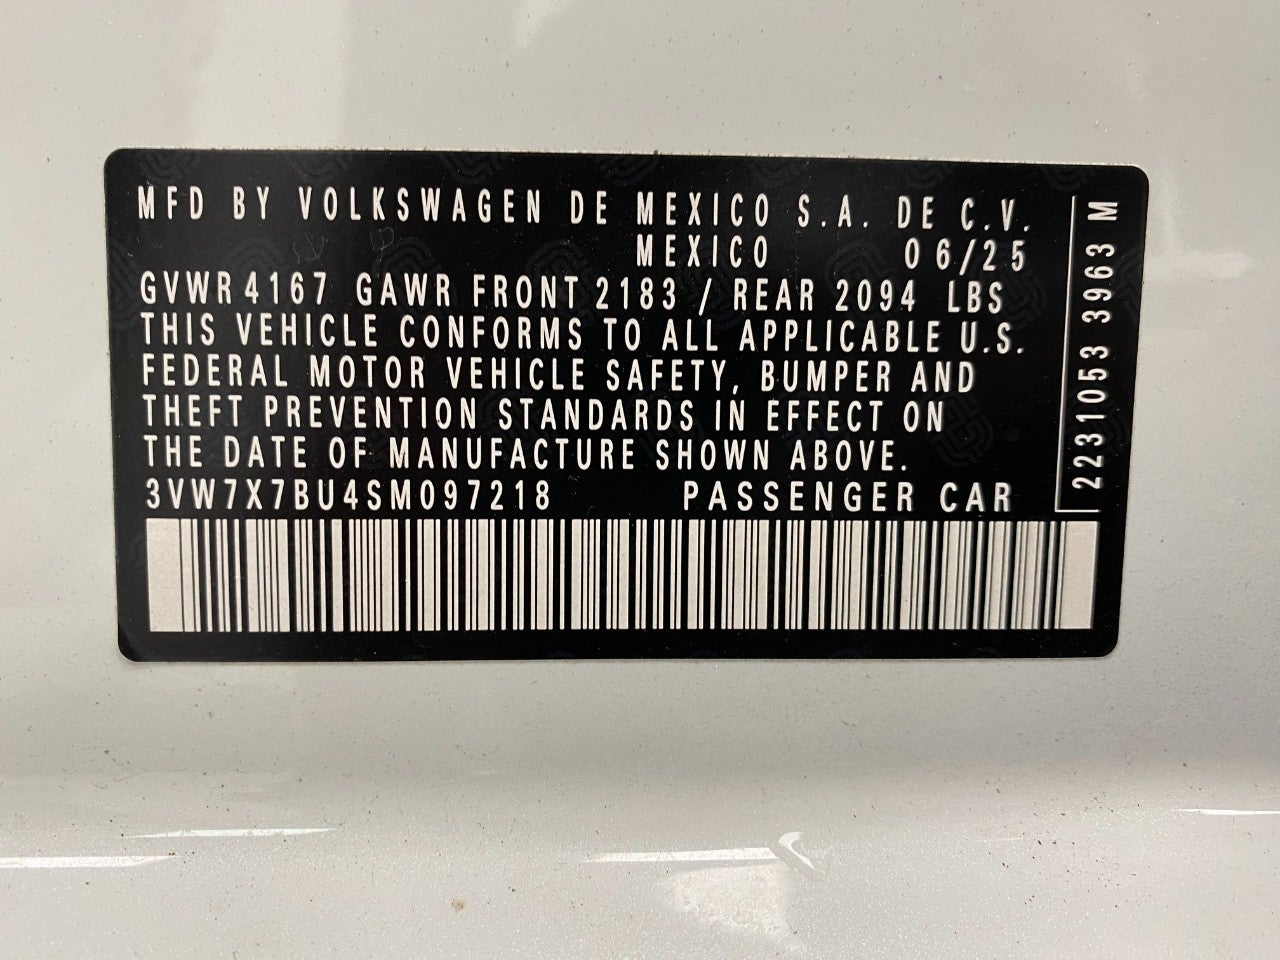 MFD BY VOLKSWAGEN DE MEXICO S.A. DE C.V.
MEXICO 06/25
GVWR 4167 GAWR FRONT 2183 / REAR 2094 LBS
THIS VEHICLE CONFORMS TO ALL APPLICABLE U.S.
FEDERAL MOTOR VEHICLE SAFETY, BUMPER AND
THEFT PREVENTION STANDARDS IN EFFECT ON
THE DATE OF MANUFACTURE SHOWN ABOVE.
3VW7X7BU4SM097218 PASSENGER CAR
2231053 3963 M